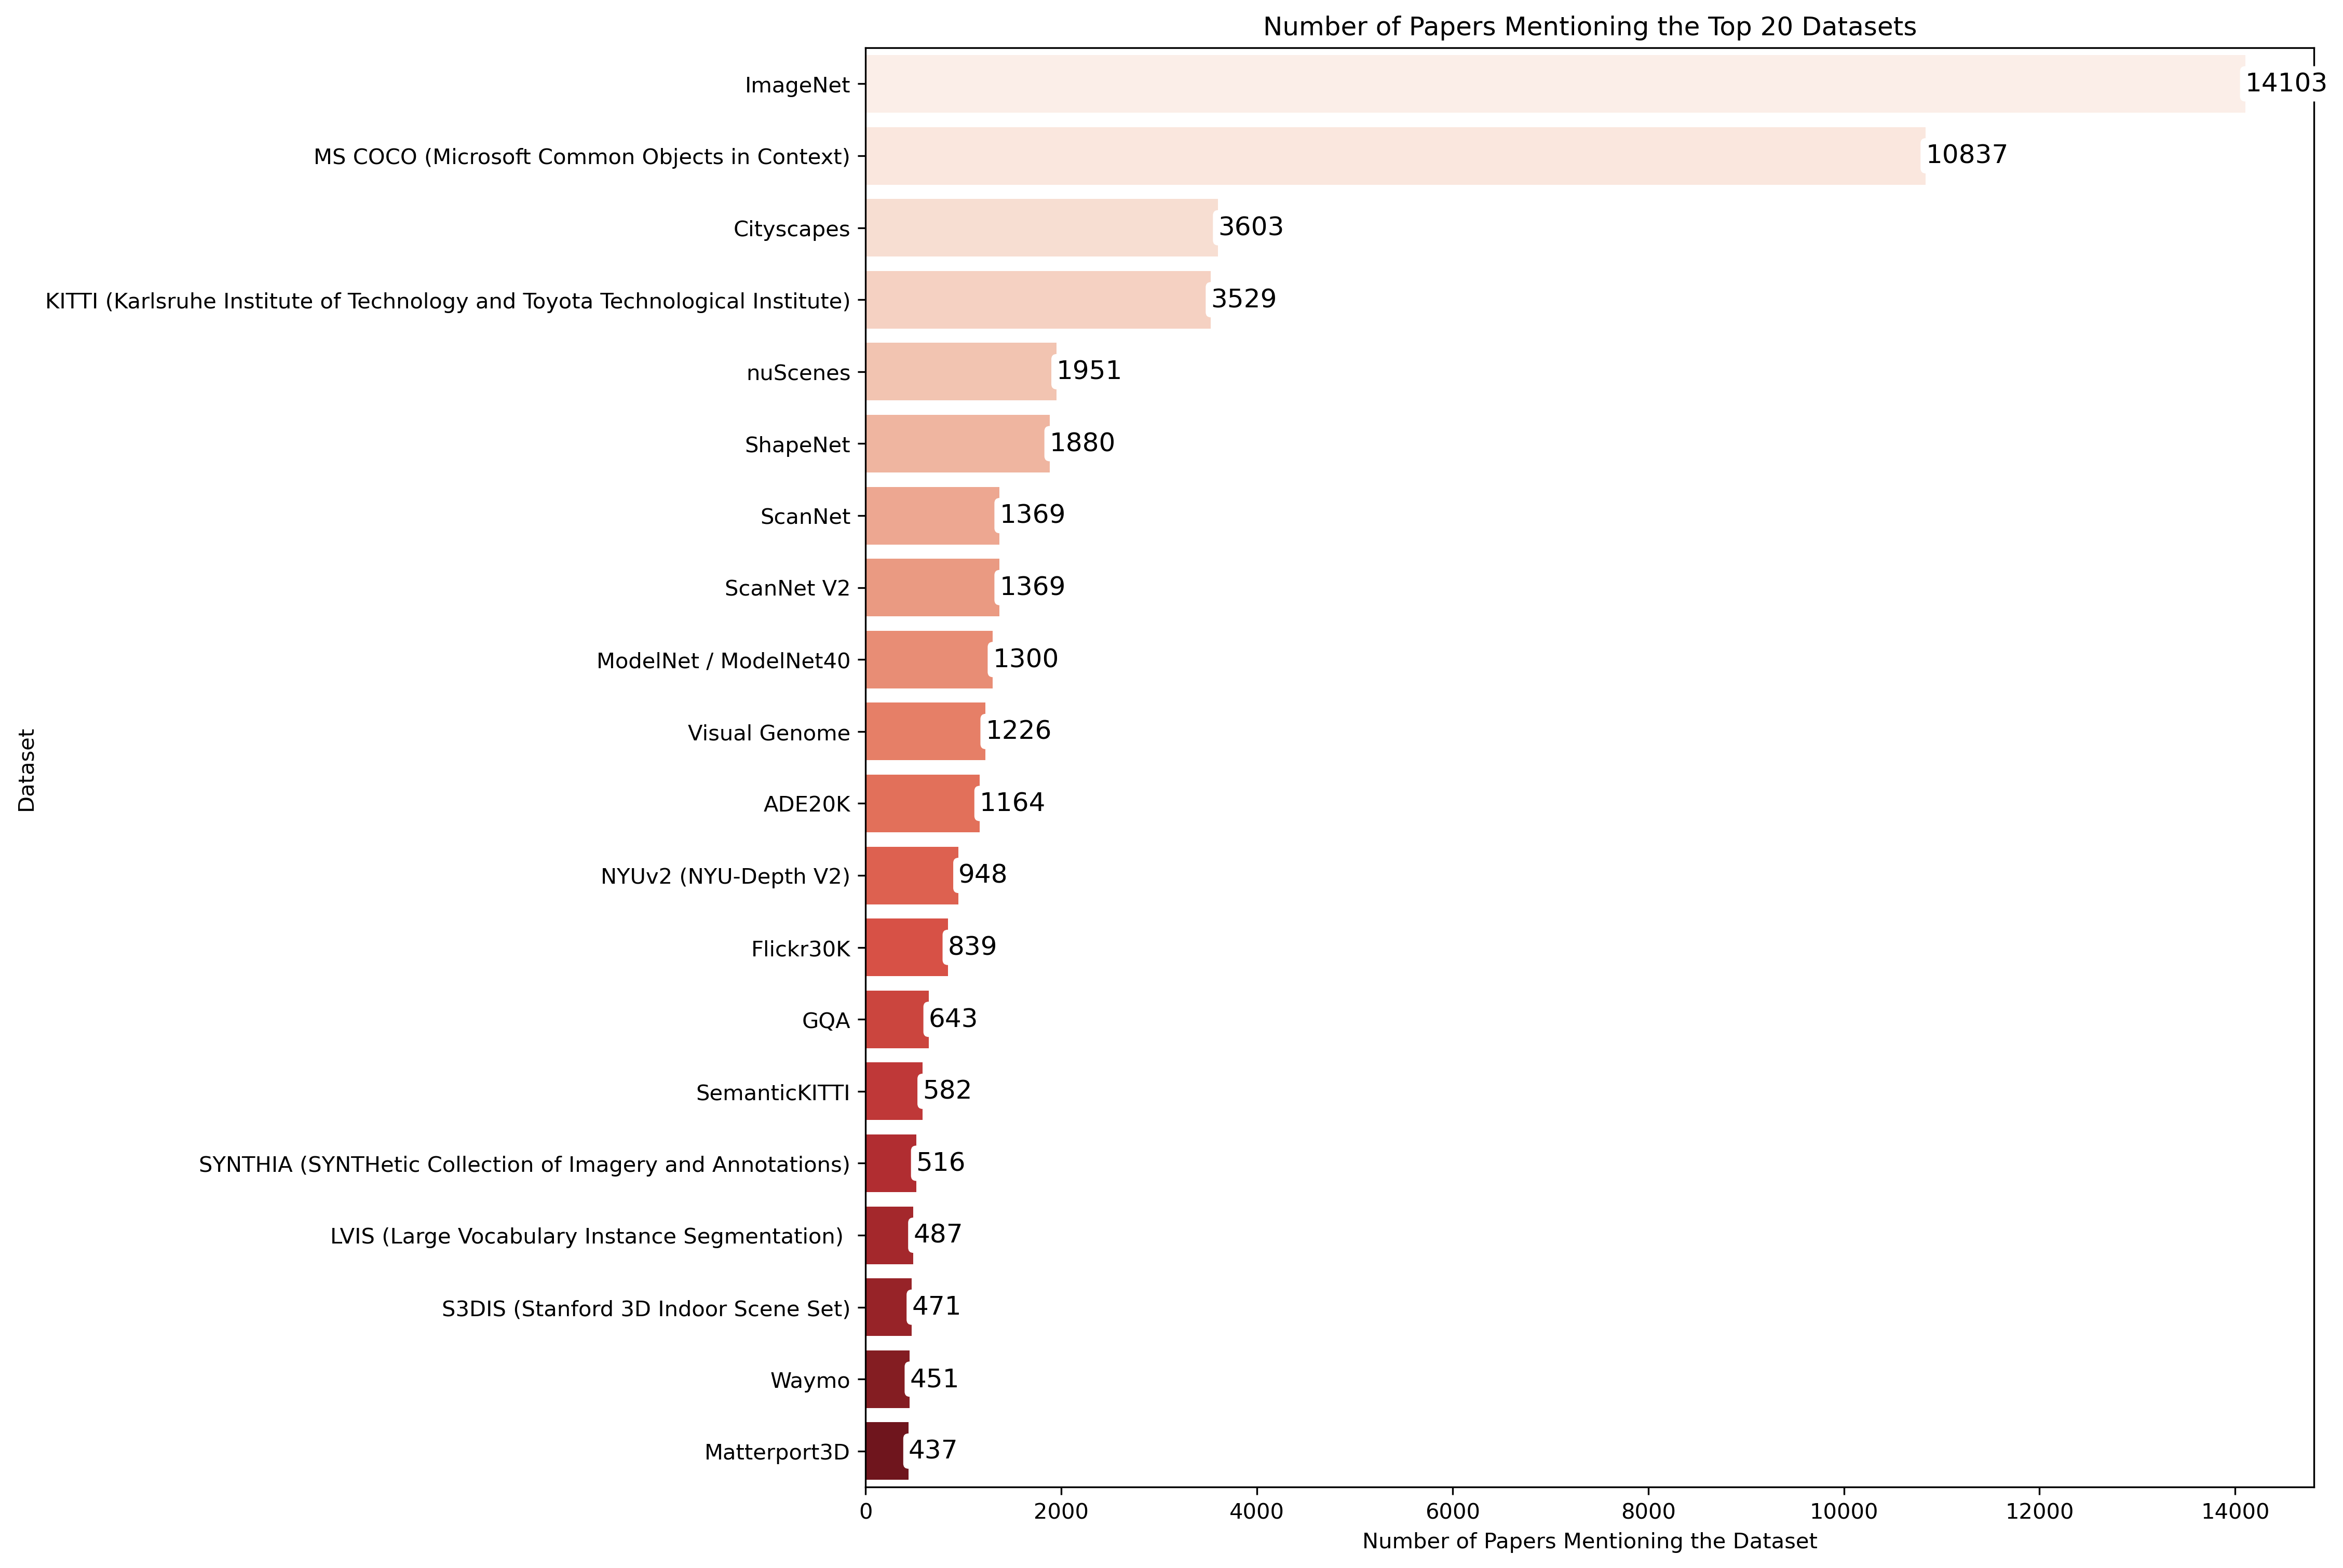 Number of Papers Mentioning the Top 20 Datasets
ImageNet 14103
MS COCO (Microsoft Common Objects in Context) 10837
Cityscapes 3603
KITTI (Karlsruhe Institute of Technology and Toyota Technological Institute) 3529
nuScenes 1951
ShapeNet 1880
ScanNet 1369
ScanNet V2 1369
ModelNet / ModelNet40 1300
Visual Genome 1226
Dataset
ADE20K 1164
NYUv2 (NYU-Depth V2) 948
Flickr30K 839
GQA 643
SemanticKITTI 582
SYNTHIA (SYNTHetic Collection of Imagery and Annotations) 516
LVIS (Large Vocabulary Instance Segmentation) 487
S3DIS (Stanford 3D Indoor Scene Set) 471
Waymo 451
Matterport3D 437
0 2000 4000 6000 8000 10000 12000 14000
Number of Papers Mentioning the Dataset